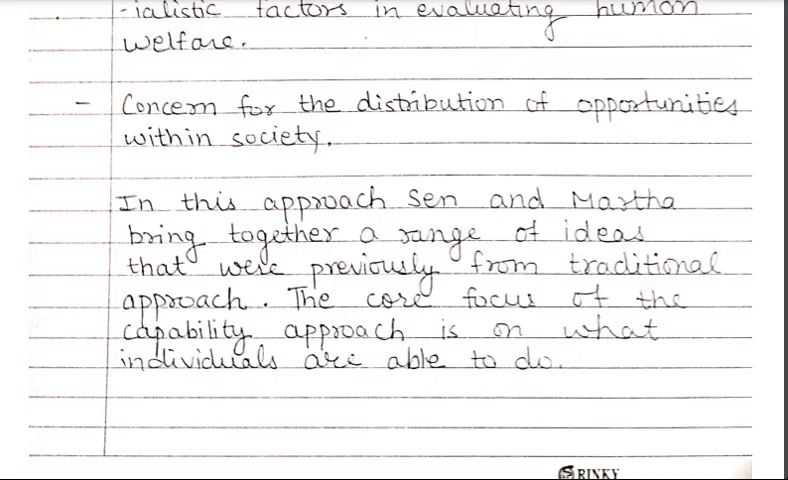 -ialistic factors in evaluating human
welfare.
- Concern for the distribution of opportunities
within society.
In this approach Sen and Martha
bring together a range of ideas
that were previously from traditional
approach. The core focus of the
capability approach is on what
individuals are able to do.
RINKY